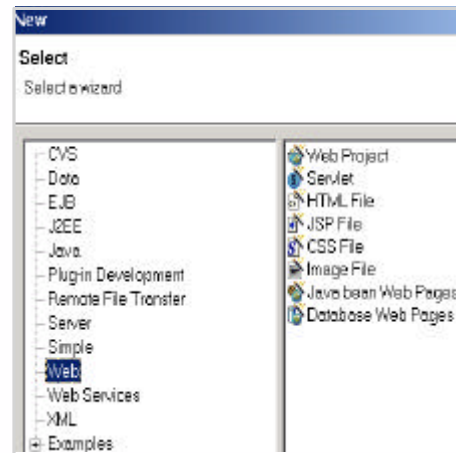 New
Select
Select a wizard
CVS
Data
EJB
J2EE
Java
Plug-in Development
Remote File Transfer
Server
Simple
Web
Web Services
XML
Examples
Web Project
Servlet
HTML File
JSP File
CSS File
Image File
Java bean Web Pages
Database Web Pages